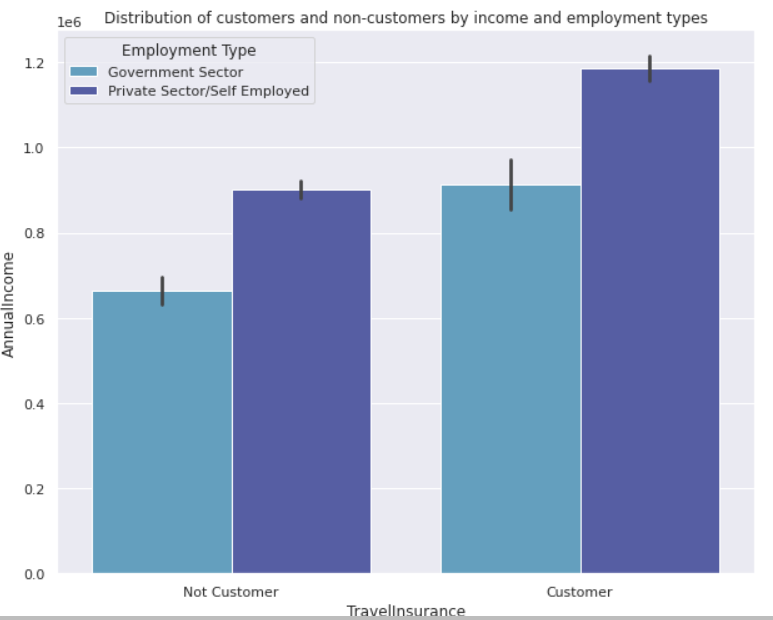 Distribution of customers and non-customers by income and employment types
1e6
Employment Type
Government Sector
Private Sector/Self Employed
1.2
1.0
0.8
0.6
0.4
0.2
0.0
AnnualIncome
Not Customer
Customer
TravelInsurance